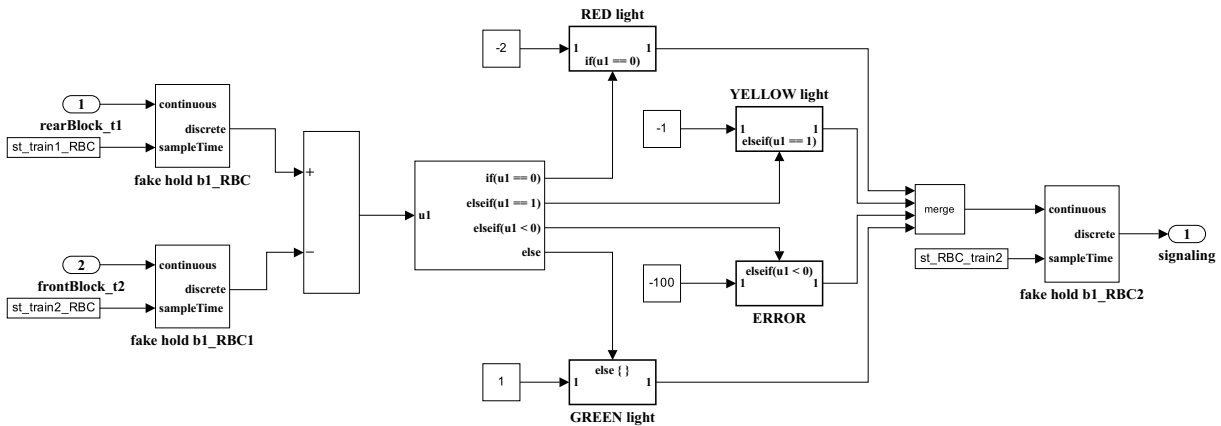 1
rearBlock_t1
st_train1_RBC
continuous
discrete
sampleTime
fake hold b1_RBC
2
frontBlock_t2
st_train2_RBC
continuous
discrete
sampleTime
fake hold b1_RBC1
+
−
u1
if(u1 == 0)
elseif(u1 == 1)
elseif(u1 < 0)
else
RED light
-2
1 1
if(u1 == 0)
YELLOW light
-1
1 1
elseif(u1 == 1)
-100
elseif(u1 < 0)
1 1
ERROR
1
else { }
1 1
GREEN light
merge
st_RBC_train2
continuous
discrete
sampleTime
fake hold b1_RBC2
1
signaling